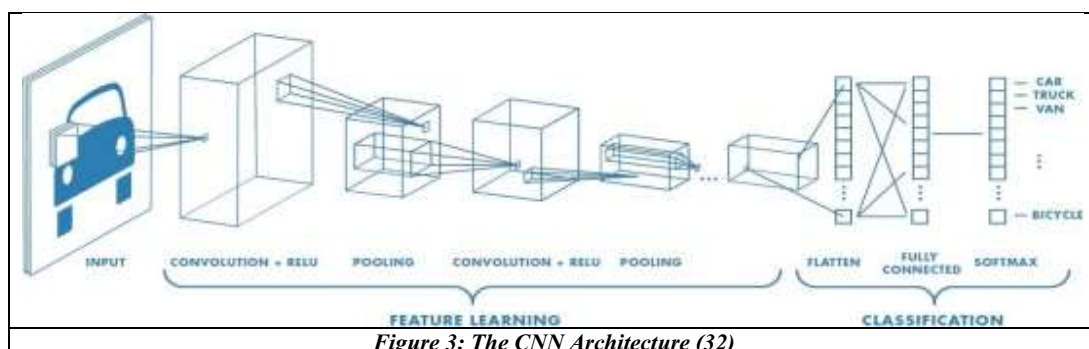 CAR
TRUCK
VAN
BICYCLE
INPUT
CONVOLUTION + RELU
POOLING
CONVOLUTION + RELU
POOLING
FLATTEN
FULLY
CONNECTED
SOFTMAX
FEATURE LEARNING
CLASSIFICATION
Figure 3: The CNN Architecture (32)